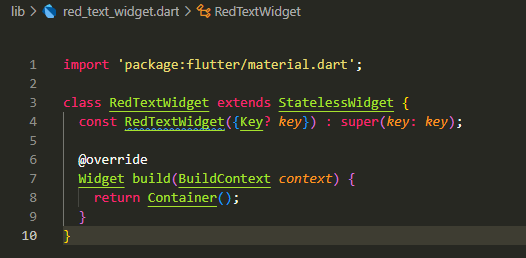 lib > red_text_widget.dart > RedTextWidget
1 import 'package:flutter/material.dart';
2
3 class RedTextWidget extends StatelessWidget {
4   const RedTextWidget({Key? key}) : super(key: key);
5
6   @override
7   Widget build(BuildContext context) {
8     return Container();
9   }
10 }